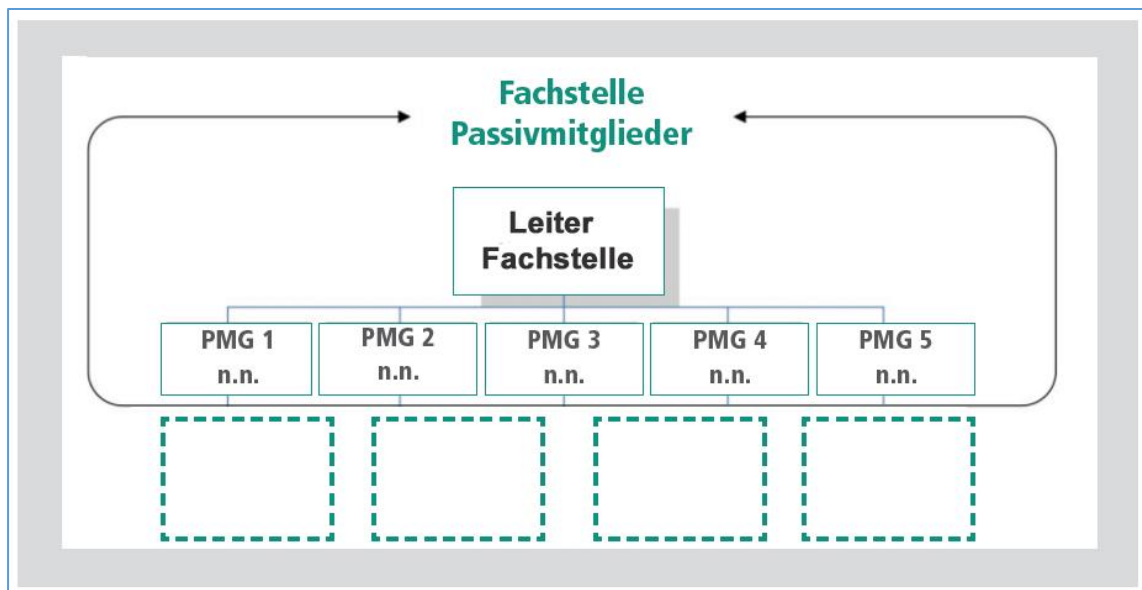 Fachstelle
Passivmitglieder
Leiter
Fachstelle
PMG 1
n.n.
PMG 2
n.n.
PMG 3
n.n.
PMG 4
n.n.
PMG 5
n.n.